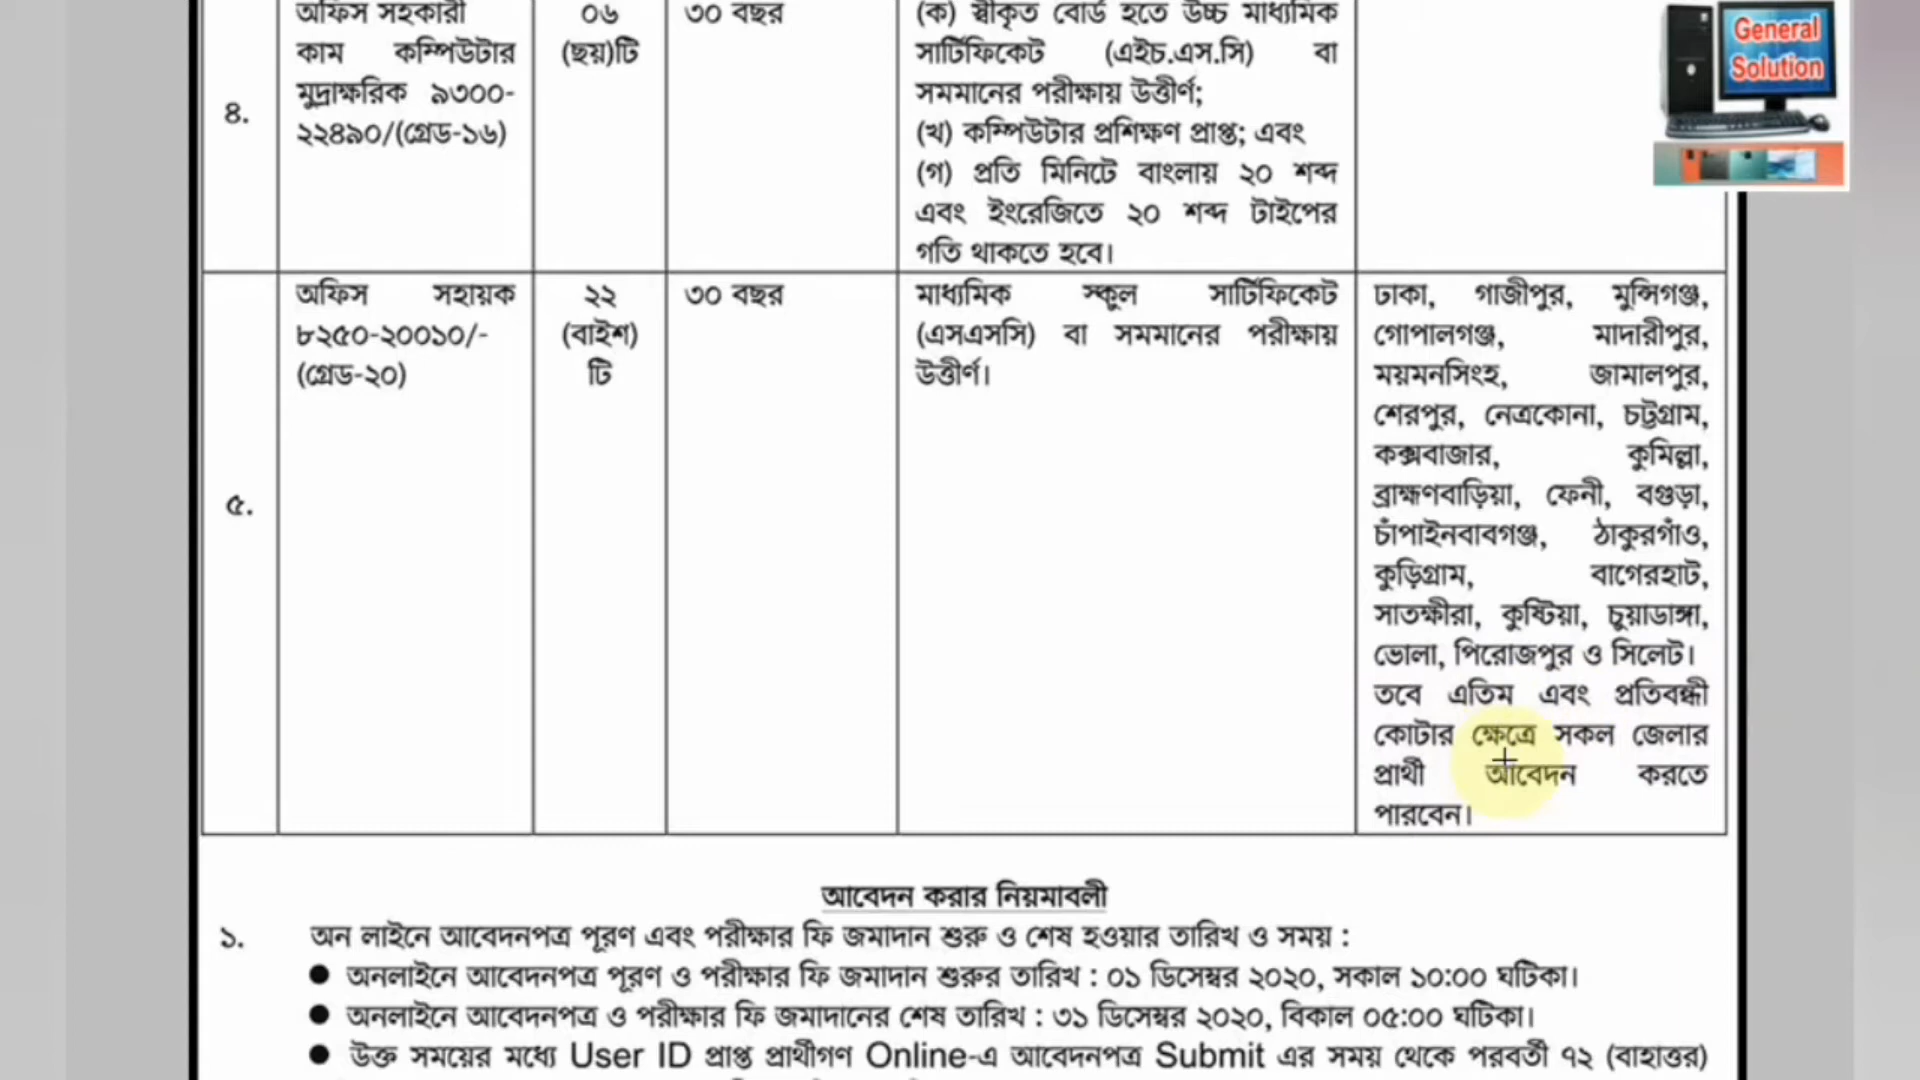 ৪.
অফিস সহকারী
কাম কম্পিউটার
মুদ্রাক্ষরিক ৯৩০০-
২২৪৯০/(গ্রেড-১৬)
০৬
(ছয়)টি
৩০ বছর
(ক) স্বীকৃত বোর্ড হতে উচ্চ মাধ্যমিক
সার্টিফিকেট (এইচ.এস.সি) বা
সমমানের পরীক্ষায় উত্তীর্ণ;
(খ) কম্পিউটার প্রশিক্ষণ প্রাপ্ত; এবং
(গ) প্রতি মিনিটে বাংলায় ২০ শব্দ
এবং ইংরেজিতে ২০ শব্দ টাইপের
গতি থাকতে হবে।
General
Solution
৫.
অফিস সহায়ক
৮২৫০-২০০১০/-
(গ্রেড-২০)
২২
(বাইশ)
টি
৩০ বছর
মাধ্যমিক স্কুল সার্টিফিকেট
(এসএসসি) বা সমমানের পরীক্ষায়
উত্তীর্ণ।
ঢাকা, গাজীপুর, মুন্সিগঞ্জ,
গোপালগঞ্জ, মাদারীপুর,
ময়মনসিংহ, জামালপুর,
শেরপুর, নেত্রকোনা, চট্টগ্রাম,
কক্সবাজার, কুমিল্লা,
ব্রাহ্মণবাড়িয়া, ফেনী, বগুড়া,
চাঁপাইনবাবগঞ্জ, ঠাকুরগাঁও,
কুড়িগ্রাম, বাগেরহাট,
সাতক্ষীরা, কুষ্টিয়া, চুয়াডাঙ্গা,
ভোলা, পিরোজপুর ও সিলেট।
তবে এতিম এবং প্রতিবন্ধী
কোটার ক্ষেত্রে সকল জেলার
প্রার্থী আবেদন করতে
পারবেন।
আবেদন করার নিয়মাবলী
১. অন লাইনে আবেদনপত্র পূরণ এবং পরীক্ষার ফি জমাদান শুরু ও শেষ হওয়ার তারিখ ও সময় :
● অনলাইনে আবেদনপত্র পূরণ ও পরীক্ষার ফি জমাদান শুরুর তারিখ : ০১ ডিসেম্বর ২০২০, সকাল ১০:০০ ঘটিকা।
● অনলাইনে আবেদনপত্র ও পরীক্ষার ফি জমাদানের শেষ তারিখ : ৩১ ডিসেম্বর ২০২০, বিকাল ০৫:০০ ঘটিকা।
● উক্ত সময়ের মধ্যে User ID প্রাপ্ত প্রার্থীগণ Online-এ আবেদনপত্র Submit এর সময় থেকে পরবর্তী ৭২ (বাহাত্তর)